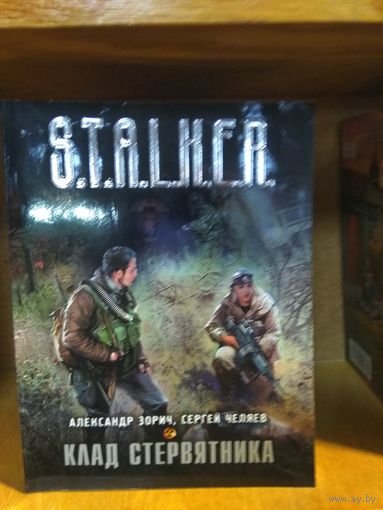 S.T.A.L.K.E.R.
АЛЕКСАНДР ЗОРИЧ, СЕРГЕЙ ЧЕЛЯЕВ
КЛАД СТЕРВЯТНИКА
www.ay.by